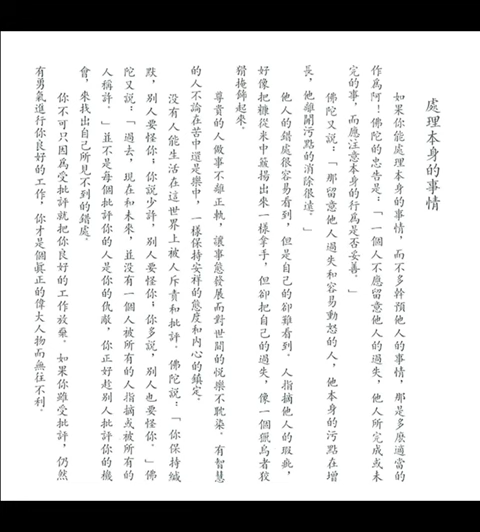 處理本身的事情
如果你能處理本身的事情，而不多幹預他人的事情，那是多麼適當的
作為阿！佛陀的忠告是：「一個人不應留意他人的過失，他人所完成或未
完的事，而應注意本身的行為是否妥善。」
佛陀又說：「那留意他人過失和容易動怒的人，他本身的污點在增
長，他離開污點的消除很遠。」
他人的錯處很容易看到，但是自己的卻難看到．人指摘他人的瑕疵，
好像把糠從米中簸揚出來一樣拿手，但卻把自己的過失，像一個獵鳥者狡
猾掩飾起來．
尊貴的人做事不離正軌，讓事態發展而對世間的悅樂不耽染．有智慧
的人不論在苦中還是樂中，一樣保持安祥的態度和內心的鎮定．
沒有人能生活在這世界上被人斥責和批評．佛陀說：「你保持緘
默，別人要怪你；你說少評，別人要怪你；你多說，別人也要怪你．」佛
陀又說：「過去，現在和未來，並沒有一個人被所有的人指摘或被所有的
人稱許．」並不是每個批評你的人是你的仇敵，你正好趁別人批評你的機
會，來找出自己所見不到的錯處．
你不可只因為受批評就把你良好的工作放棄．如果你雖受批評，仍然
有勇氣進行你良好的工作，你才是個真正的偉大人物而無往不利．